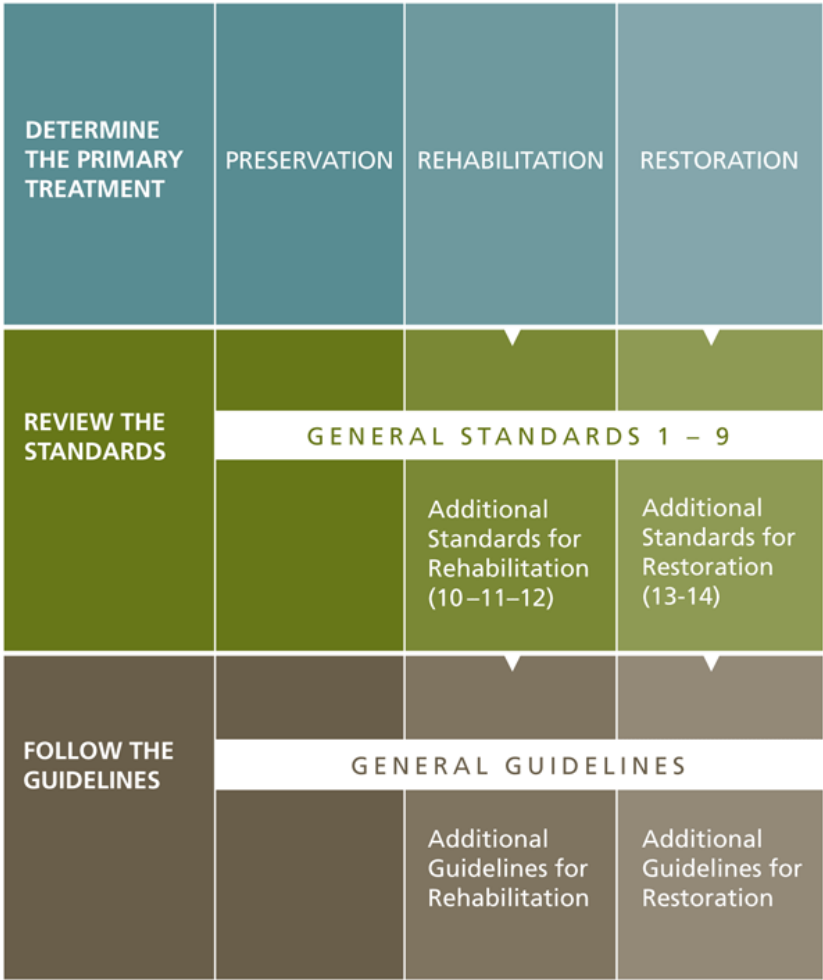 DETERMINE
THE PRIMARY
TREATMENT
PRESERVATION
REHABILITATION
RESTORATION
REVIEW THE
STANDARDS
GENERAL STANDARDS 1 – 9
Additional
Standards for
Rehabilitation
(10–11–12)
Additional
Standards for
Restoration
(13-14)
FOLLOW THE
GUIDELINES
GENERAL GUIDELINES
Additional
Guidelines for
Rehabilitation
Additional
Guidelines for
Restoration